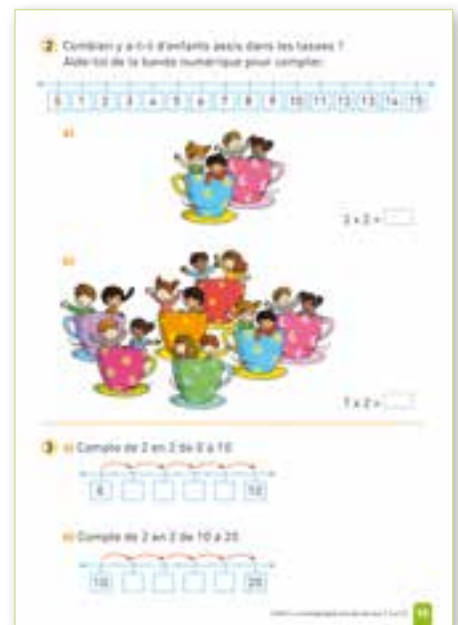 2 Combien y a-t-il d'enfants assis dans les tasses ?
Aide-toi de la bande numérique pour compter.
0 1 2 3 4 5 6 7 8 9 10 11 12 13 14 15
a)
2 x 2 =
b)
7 x 2 =
3 a) Compte de 2 en 2 de 0 à 10
0 10
b) Compte de 2 en 2 de 10 à 20
10 20